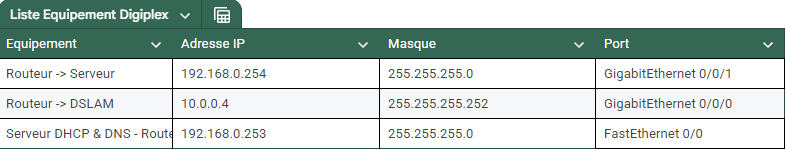 Liste Equipement Digiplex
Equipement Adresse IP Masque Port
Routeur -> Serveur 192.168.0.254 255.255.255.0 GigabitEthernet 0/0/1
Routeur -> DSLAM 10.0.0.4 255.255.255.252 GigabitEthernet 0/0/0
Serveur DHCP & DNS - Route 192.168.0.253 255.255.255.0 FastEthernet 0/0